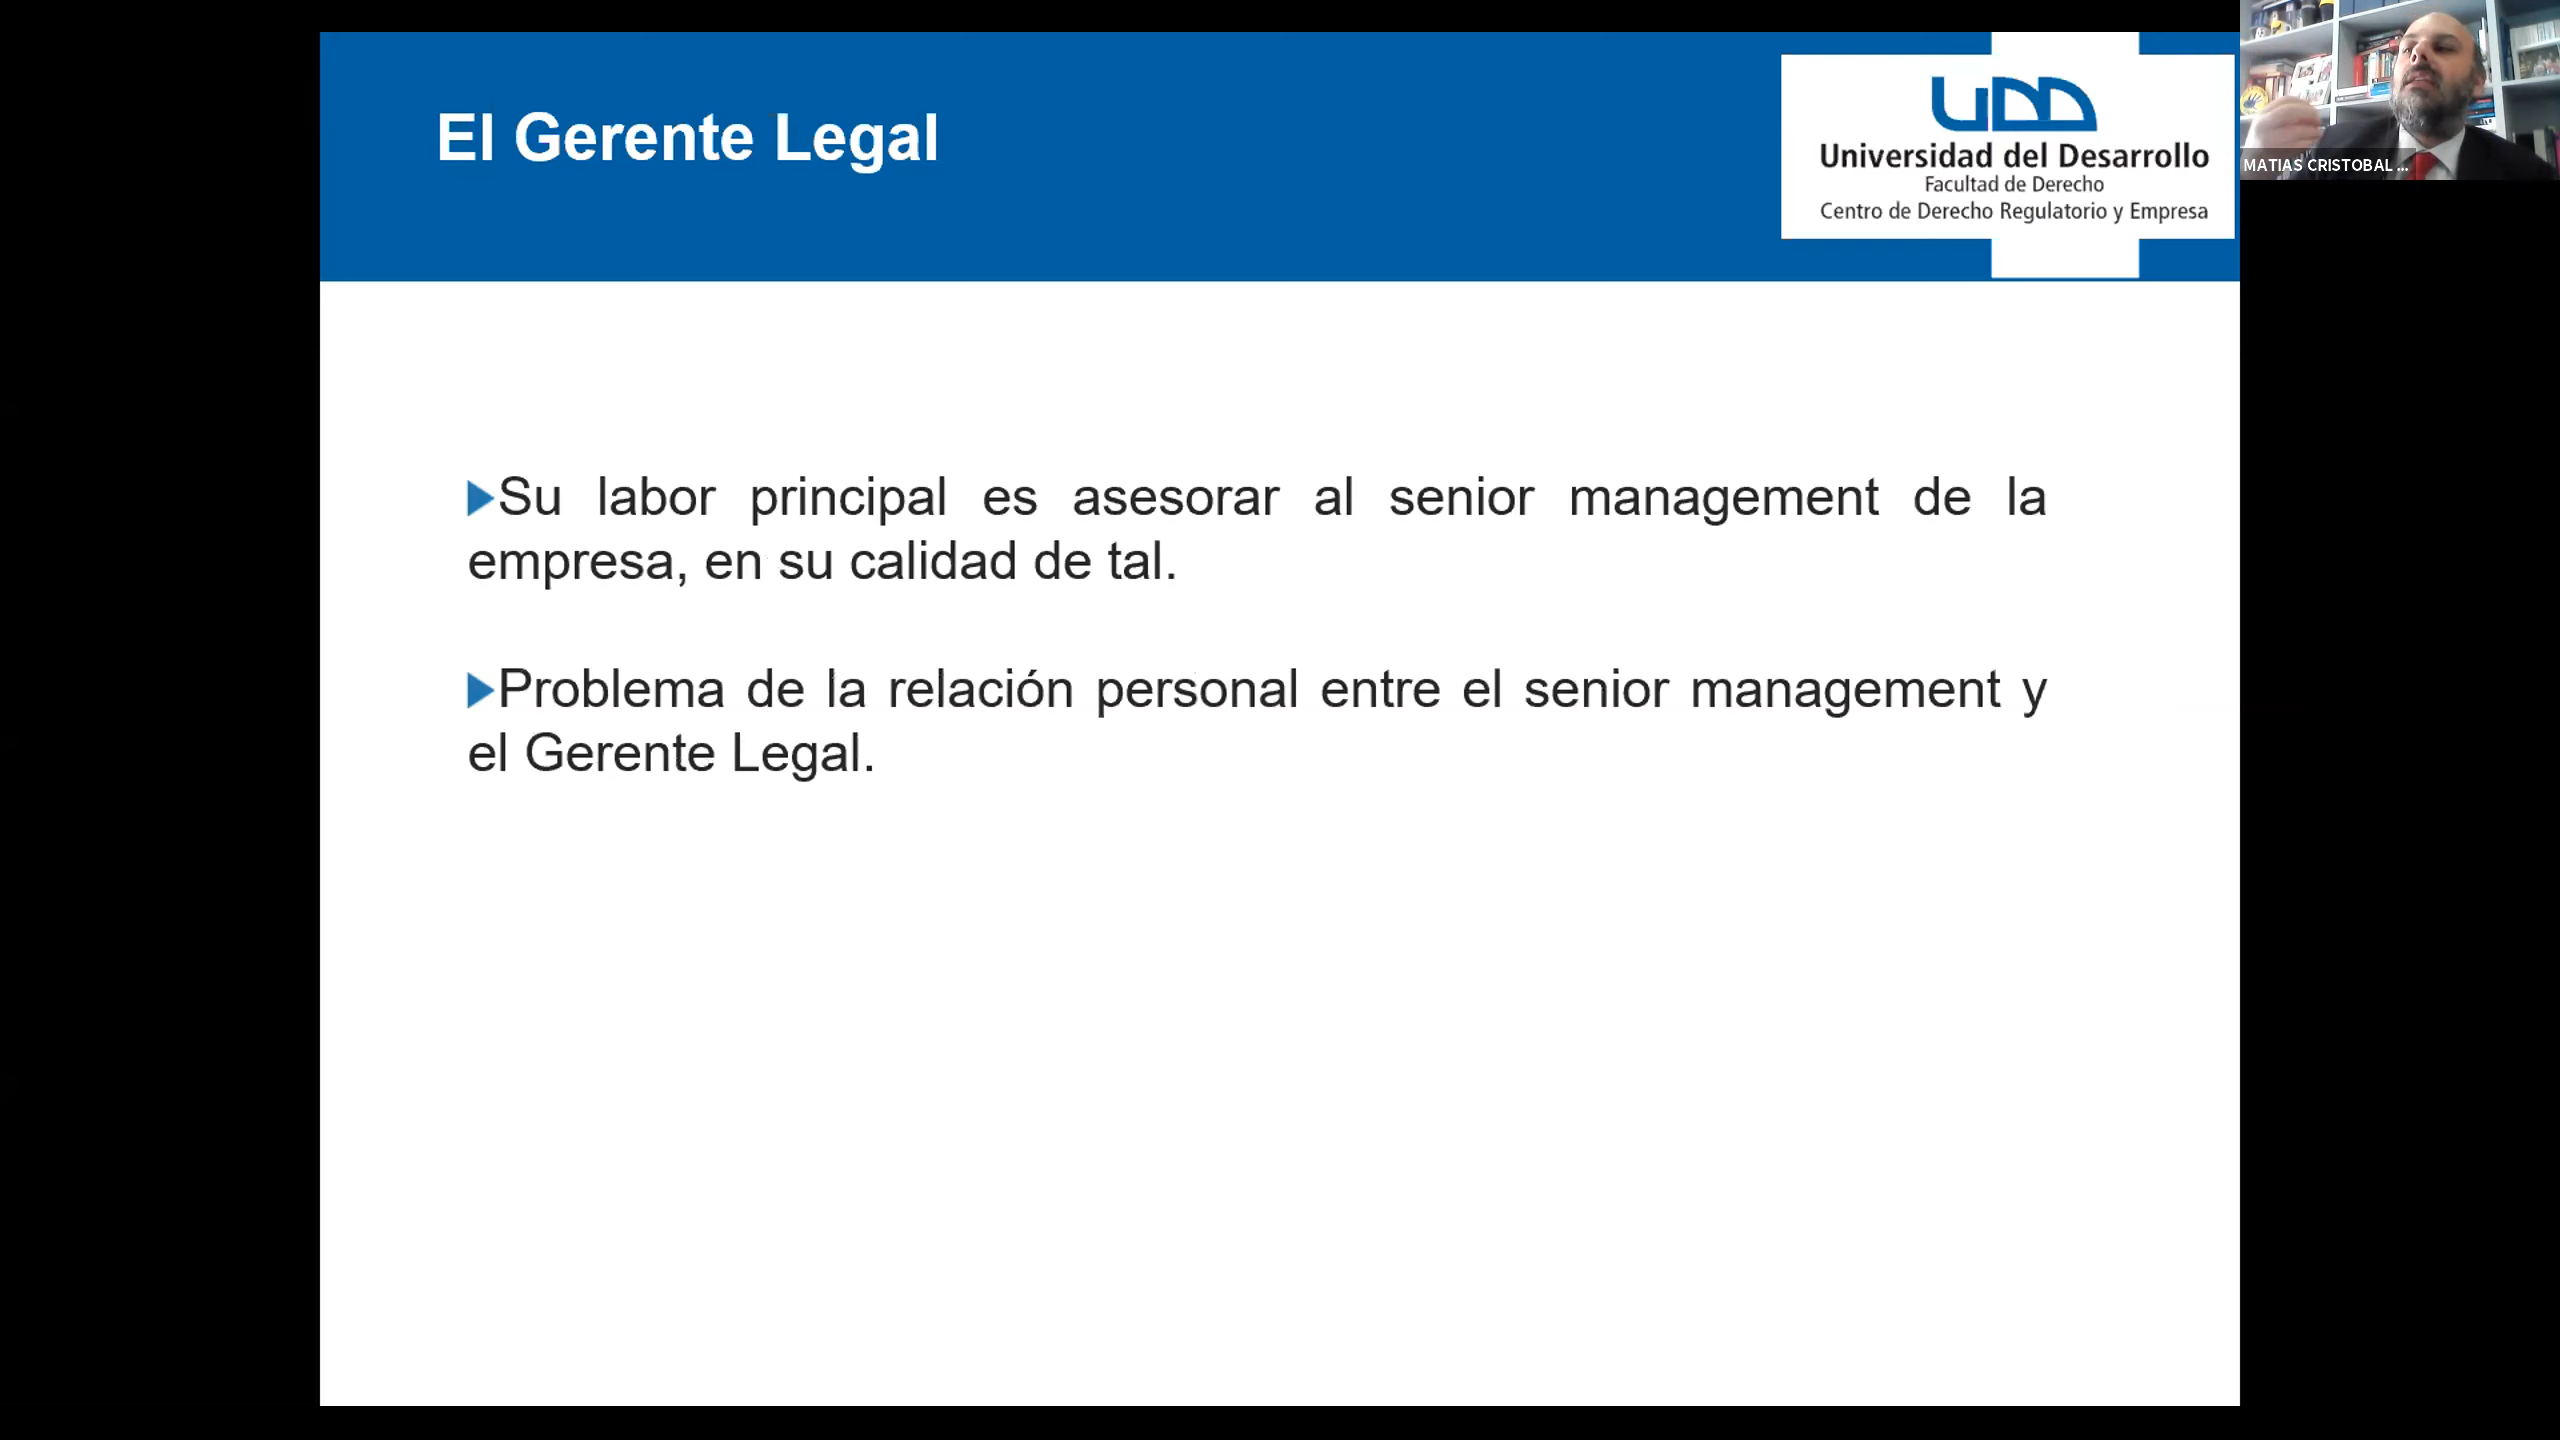 El Gerente Legal
Universidad del Desarrollo
Facultad de Derecho
Centro de Derecho Regulatorio y Empresa
MATIAS CRISTOBAL ...
Su labor principal es asesorar al senior management de la
empresa, en su calidad de tal.
Problema de la relación personal entre el senior management y
el Gerente Legal.